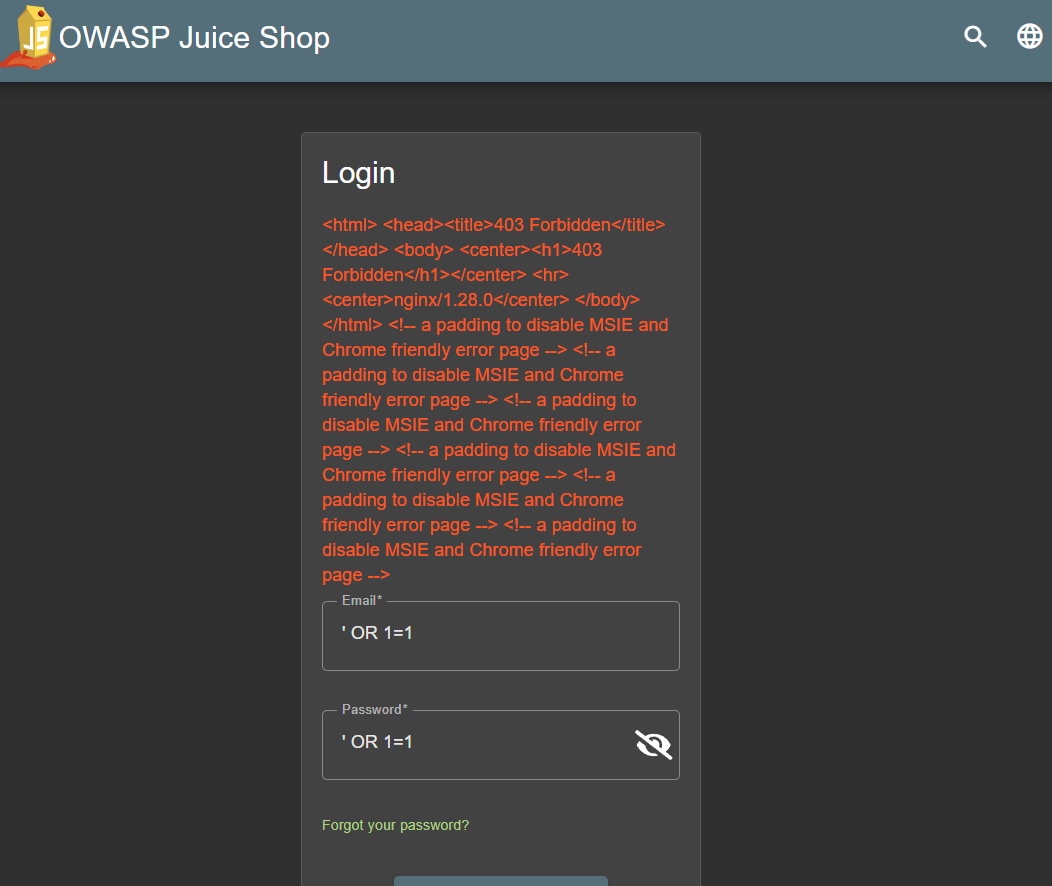 JS
OWASP Juice Shop
Login
<html> <head><title>403 Forbidden</title>
</head> <body> <center><h1>403
Forbidden</h1></center> <hr>
<center>nginx/1.28.0</center> </body>
</html> <!-- a padding to disable MSIE and
Chrome friendly error page --> <!-- a
padding to disable MSIE and Chrome
friendly error page --> <!-- a padding to
disable MSIE and Chrome friendly error
page --> <!-- a padding to disable MSIE and
Chrome friendly error page --> <!-- a
padding to disable MSIE and Chrome
friendly error page --> <!-- a padding to
disable MSIE and Chrome friendly error
page -->
Email*
' OR 1=1
Password*
' OR 1=1
Forgot your password?